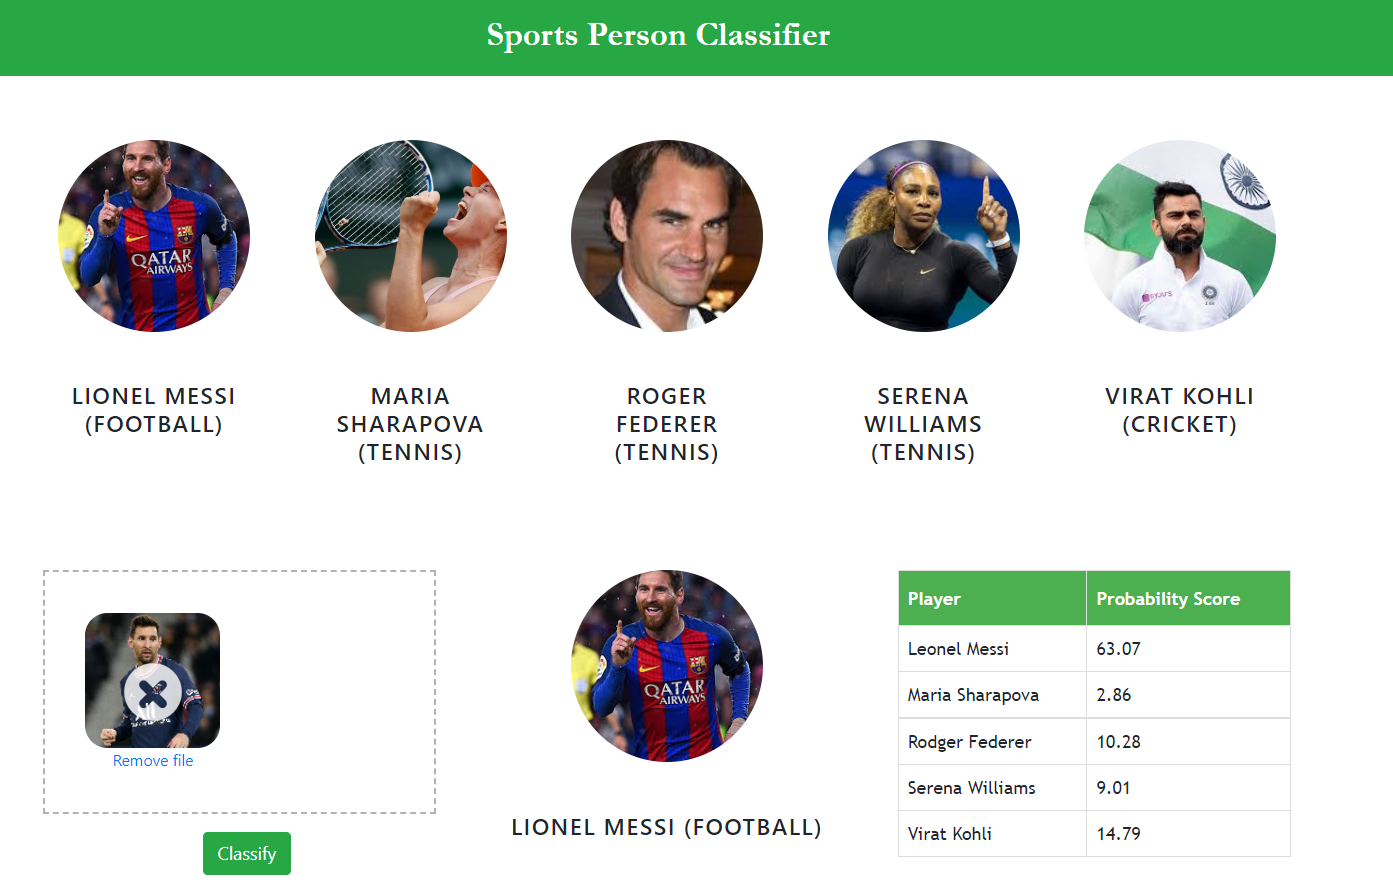 Sports Person Classifier
QATAR
AIRWAYS
LIONEL MESSI
(FOOTBALL)
MARIA
SHARAPOVA
(TENNIS)
ROGER
FEDERER
(TENNIS)
SERENA
WILLIAMS
(TENNIS)
VIRAT KOHLI
(CRICKET)
Remove file
Classify
QATAR
AIRWAYS
LIONEL MESSI (FOOTBALL)
Player Probability Score
Leonel Messi 63.07
Maria Sharapova 2.86
Rodger Federer 10.28
Serena Williams 9.01
Virat Kohli 14.79